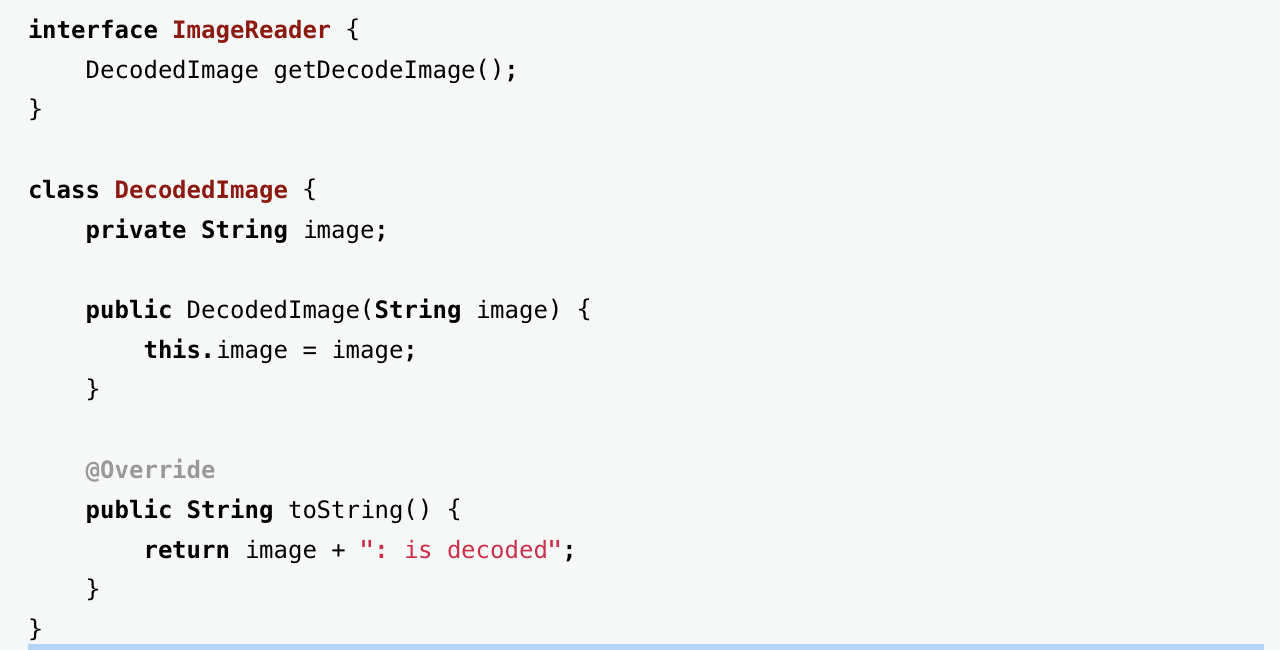 interface ImageReader {
    DecodedImage getDecodeImage();
}

class DecodedImage {
    private String image;

    public DecodedImage(String image) {
        this.image = image;
    }

    @Override
    public String toString() {
        return image + ": is decoded";
    }
}